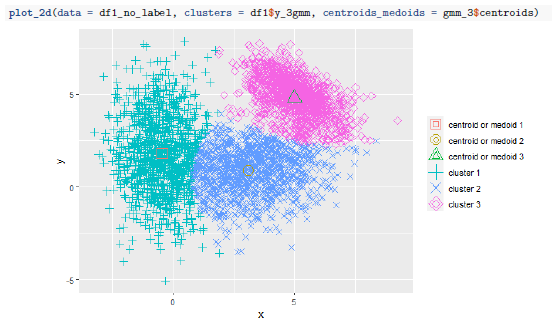 plot_2d(data = df1_no_label, clusters = df1$y_3gmm, centroids_medoids = gmm_3$centroids)
5
0
-5
y
0
5
x
centroid or medoid 1
centroid or medoid 2
centroid or medoid 3
cluster 1
cluster 2
cluster 3